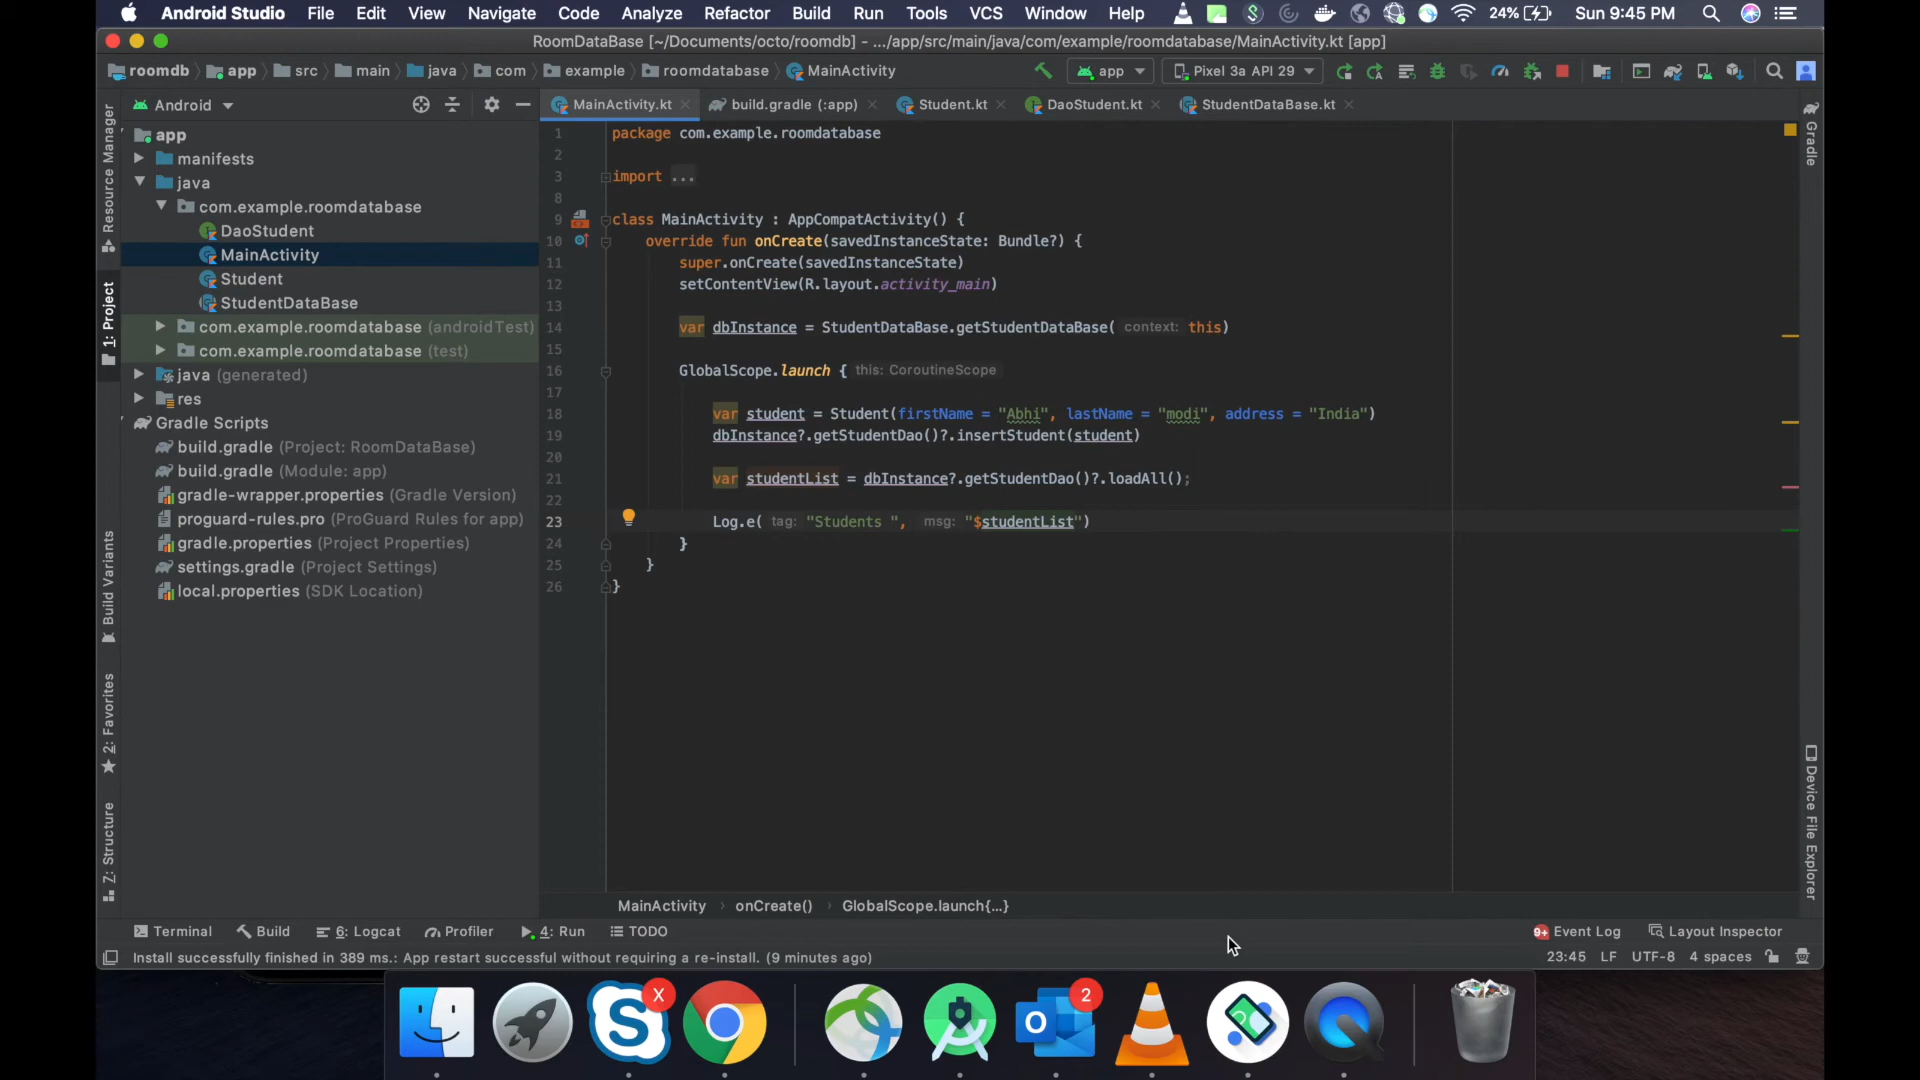 Android Studio File Edit View Navigate Code Analyze Refactor Build Run Tools VCS Window Help 24% Sun 9:45 PM
RoomDataBase [~/Documents/octo/roomdb] - .../app/src/main/java/com/example/roomdatabase/MainActivity.kt [app]
roomdb app src main java com example roomdatabase MainActivity app Pixel 3a API 29
Android
MainActivity.kt build.gradle (:app) Student.kt DaoStudent.kt StudentDataBase.kt
Resource Manager
1: Project
Build Variants
2: Favorites
7: Structure
app
manifests
java
com.example.roomdatabase
DaoStudent
MainActivity
Student
StudentDataBase
com.example.roomdatabase (androidTest)
com.example.roomdatabase (test)
java (generated)
res
Gradle Scripts
build.gradle (Project: RoomDataBase)
build.gradle (Module: app)
gradle-wrapper.properties (Gradle Version)
proguard-rules.pro (ProGuard Rules for app)
gradle.properties (Project Properties)
settings.gradle (Project Settings)
local.properties (SDK Location)
1 package com.example.roomdatabase
2
3 import ...
8
9 class MainActivity : AppCompatActivity() {
10 override fun onCreate(savedInstanceState: Bundle?) {
11 super.onCreate(savedInstanceState)
12 setContentView(R.layout.activity_main)
13
14 var dbInstance = StudentDataBase.getStudentDataBase( context: this)
15
16 GlobalScope.launch { this: CoroutineScope
17
18 var student = Student(firstName = "Abhi", lastName = "modi", address = "India")
19 dbInstance?.getStudentDao()?.insertStudent(student)
20
21 var studentList = dbInstance?.getStudentDao()?.loadAll();
22
23 Log.e( tag: "Students ", msg: "$studentList")
24 }
25 }
26 }
Gradle
Device File Explorer
MainActivity › onCreate() › GlobalScope.launch{...}
Terminal Build 6: Logcat Profiler 4: Run TODO 9+ Event Log Layout Inspector
Install successfully finished in 389 ms.: App restart successful without requiring a re-install. (9 minutes ago) 23:45 LF UTF-8 4 spaces
X
2